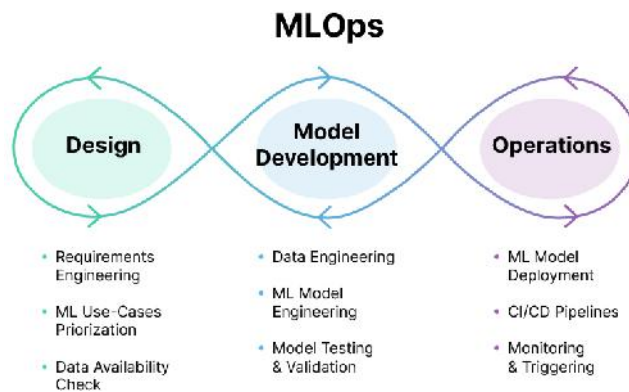 MLOps
Design
Model
Development
Operations
• Requirements
Engineering
• ML Use-Cases
Priorization
• Data Availability
Check
• Data Engineering
• ML Model
Engineering
• Model Testing
& Validation
• ML Model
Deployment
• CI/CD Pipelines
• Monitoring
& Triggering